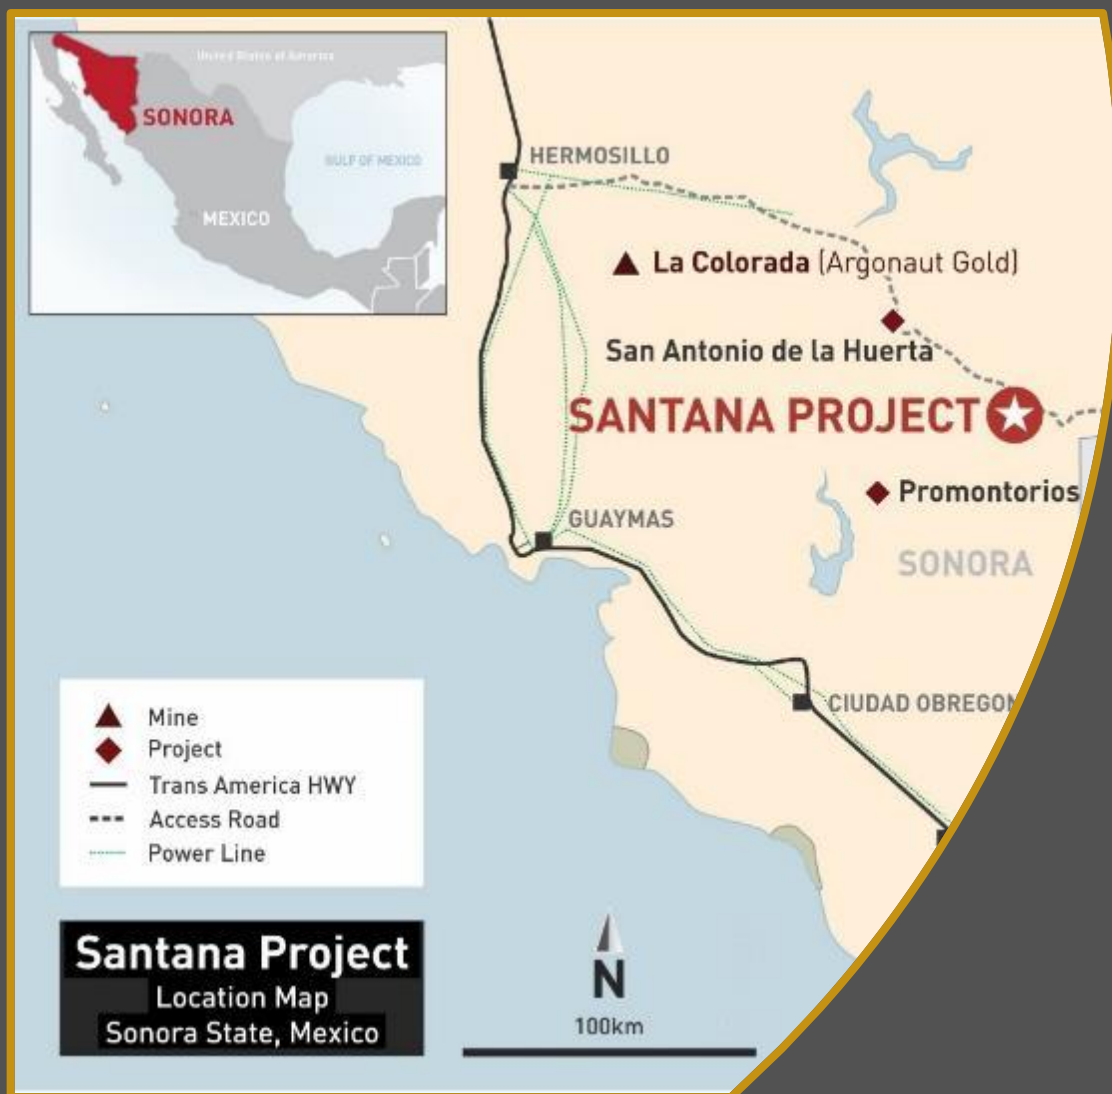 United States of America
SONORA
GULF OF MEXICO
MEXICO
HERMOSILLO
La Colorada (Argonaut Gold)
San Antonio de la Huerta
SANTANA PROJECT
Promontorios
GUAYMAS
SONORA
CIUDAD OBREGON
Mine
Project
Trans America HWY
Access Road
Power Line
Santana Project
Location Map
Sonora State, Mexico
N
100km